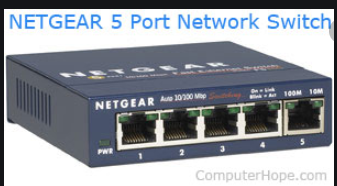 NETGEAR 5 Port Network Switch
NETGEAR Auto 10/100 Mbps Switching
On = Link
Blink = Act
100M 10M
PWR
1 2 3 4 5
ComputerHope.com